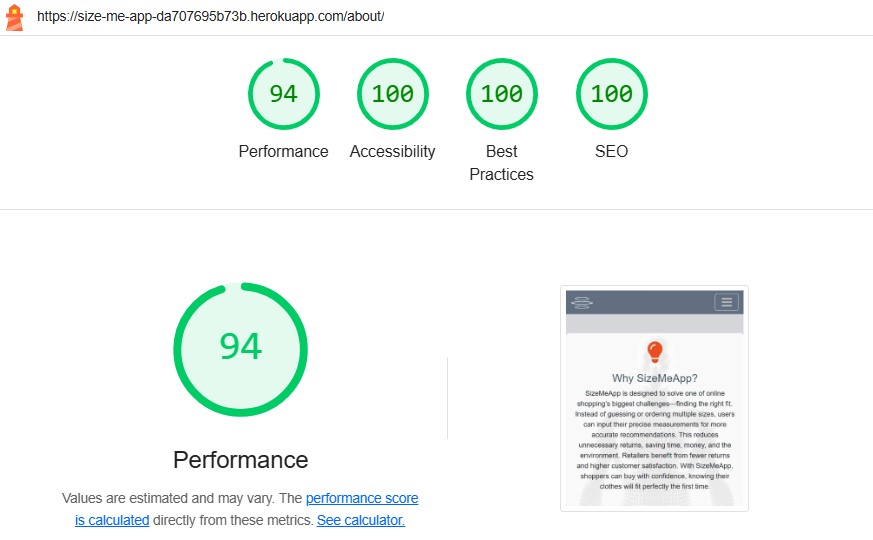 https://size-me-app-da707695b73b.herokuapp.com/about/
94
100
100
100
Performance
Accessibility
Best
Practices
SEO
94
Performance
Values are estimated and may vary. The performance score
is calculated directly from these metrics. See calculator.
Why SizeMeApp?
SizeMeApp is designed to solve one of online
shopping's biggest challenges—finding the right fit.
Instead of guessing or ordering multiple sizes, users
can input their precise measurements for more
accurate recommendations. This reduces
unnecessary returns, saving time, money, and the
environment. Retailers benefit from fewer returns
and higher customer satisfaction. With SizeMeApp,
shoppers can buy with confidence, knowing their
clothes will fit perfectly the first time.